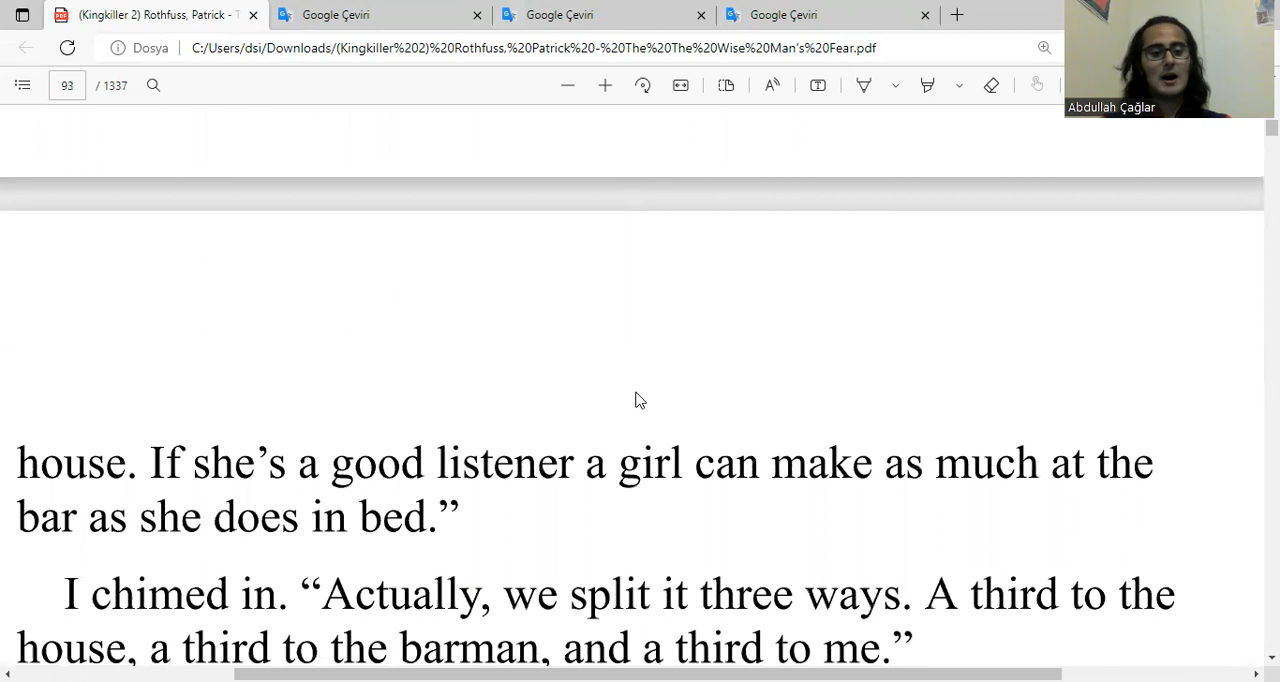 (Kingkiller 2) Rothfuss, Patrick - T
Google Çeviri
Google Çeviri
Google Çeviri
Dosya
C:/Users/dsi/Downloads/(Kingkiller%202)%20Rothfuss,%20Patrick%20-%20The%20The%20Wise%20Man's%20Fear.pdf
93 / 1337
Abdullah Çağlar
house. If she’s a good listener a girl can make as much at the
bar as she does in bed.”
I chimed in. “Actually, we split it three ways. A third to the
house, a third to the barman, and a third to me.”